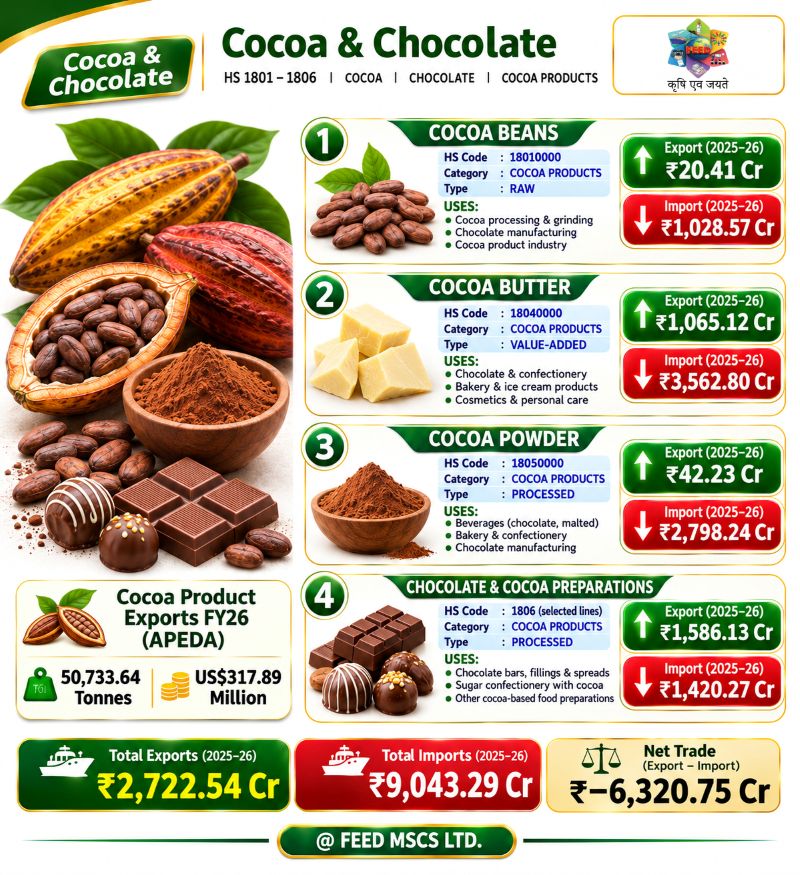 Cocoa &
Chocolate
Cocoa & Chocolate
HS 1801 – 1806 | COCOA | CHOCOLATE | COCOA PRODUCTS
FEED
कृषि एव जयते
1
COCOA BEANS
HS Code : 18010000
Category : COCOA PRODUCTS
Type : RAW
USES:
• Cocoa processing & grinding
• Chocolate manufacturing
• Cocoa product industry
Export (2025–26)
₹20.41 Cr
Import (2025–26)
₹1,028.57 Cr
2
COCOA BUTTER
HS Code : 18040000
Category : COCOA PRODUCTS
Type : VALUE-ADDED
USES:
• Chocolate & confectionery
• Bakery & ice cream products
• Cosmetics & personal care
Export (2025–26)
₹1,065.12 Cr
Import (2025–26)
₹3,562.80 Cr
3
COCOA POWDER
HS Code : 18050000
Category : COCOA PRODUCTS
Type : PROCESSED
USES:
• Beverages (chocolate, malted)
• Bakery & confectionery
• Chocolate manufacturing
Export (2025–26)
₹42.23 Cr
Import (2025–26)
₹2,798.24 Cr
4
CHOCOLATE & COCOA PREPARATIONS
HS Code : 1806 (selected lines)
Category : COCOA PRODUCTS
Type : PROCESSED
USES:
• Chocolate bars, fillings & spreads
• Sugar confectionery with cocoa
• Other cocoa-based food preparations
Export (2025–26)
₹1,586.13 Cr
Import (2025–26)
₹1,420.27 Cr
Cocoa Product
Exports FY26
(APEDA)
50,733.64
Tonnes
US$317.89
Million
Total Exports (2025–26)
₹2,722.54 Cr
Total Imports (2025–26)
₹9,043.29 Cr
Net Trade
(Export – Import)
₹−6,320.75 Cr
@ FEED MSCS LTD.